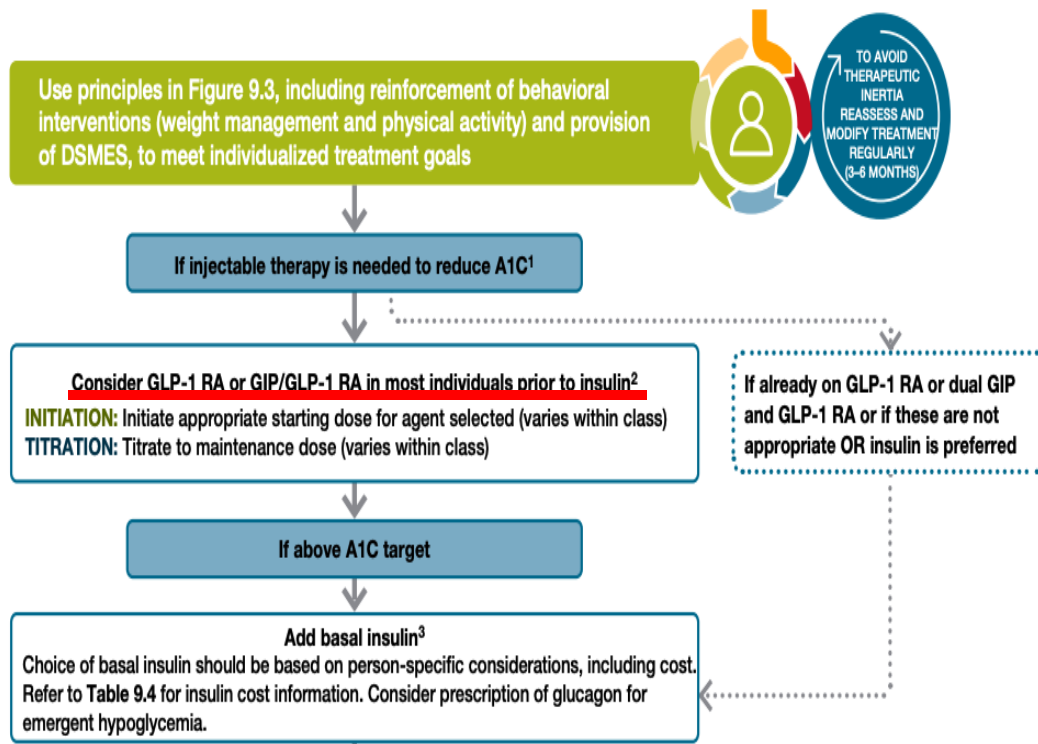 Use principles in Figure 9.3, including reinforcement of behavioral
interventions (weight management and physical activity) and provision
of DSMES, to meet individualized treatment goals
TO AVOID
THERAPEUTIC
INERTIA
REASSESS AND
MODIFY TREATMENT
REGULARLY
(3–6 MONTHS)
If injectable therapy is needed to reduce A1C¹
Consider GLP-1 RA or GIP/GLP-1 RA in most individuals prior to insulin²
INITIATION: Initiate appropriate starting dose for agent selected (varies within class)
TITRATION: Titrate to maintenance dose (varies within class)
If already on GLP-1 RA or dual GIP
and GLP-1 RA or if these are not
appropriate OR insulin is preferred
If above A1C target
Add basal insulin³
Choice of basal insulin should be based on person-specific considerations, including cost.
Refer to Table 9.4 for insulin cost information. Consider prescription of glucagon for
emergent hypoglycemia.